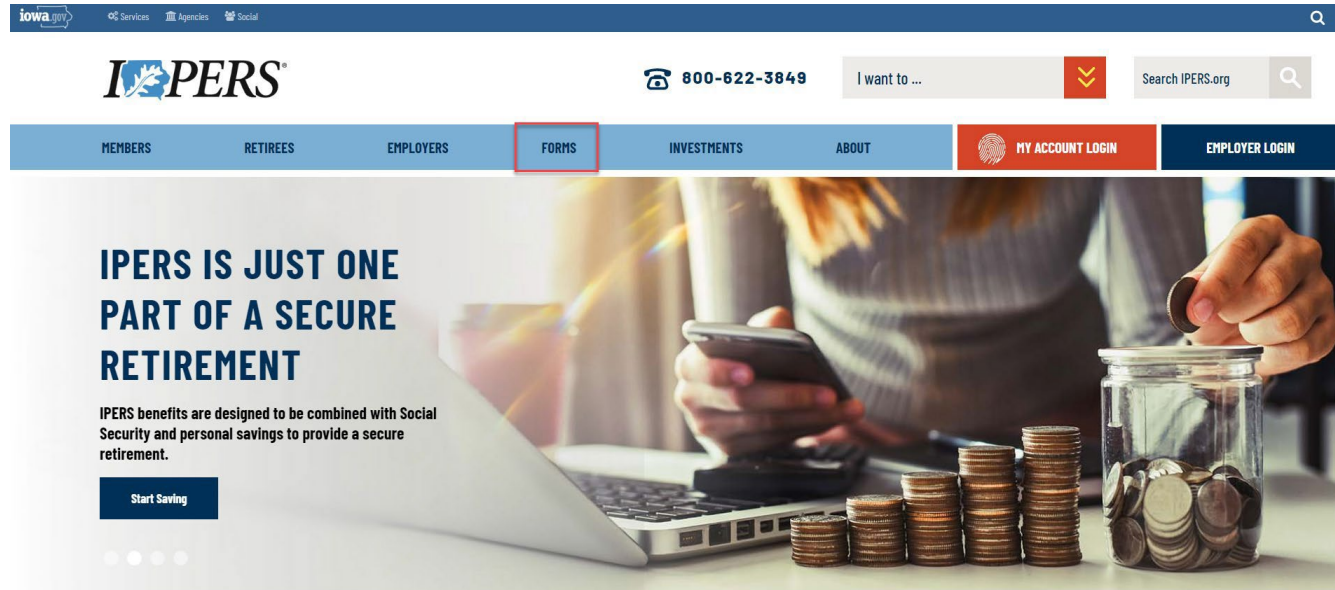 iowa.gov Services Agencies Social
IPERS®
800-622-3849
I want to ...
Search IPERS.org
MEMBERS RETIREES EMPLOYERS FORMS INVESTMENTS ABOUT MY ACCOUNT LOGIN EMPLOYER LOGIN
IPERS IS JUST ONE
PART OF A SECURE
RETIREMENT
IPERS benefits are designed to be combined with Social
Security and personal savings to provide a secure
retirement.
Start Saving